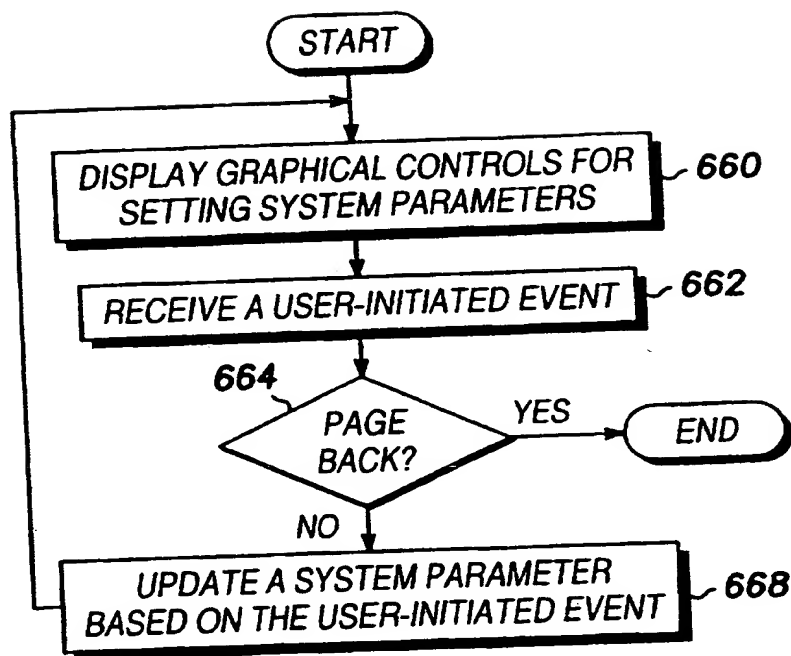 START
DISPLAY GRAPHICAL CONTROLS FOR
SETTING SYSTEM PARAMETERS
660
RECEIVE A USER-INITIATED EVENT
662
664
PAGE
BACK?
YES
END
NO
UPDATE A SYSTEM PARAMETER
BASED ON THE USER-INITIATED EVENT
668